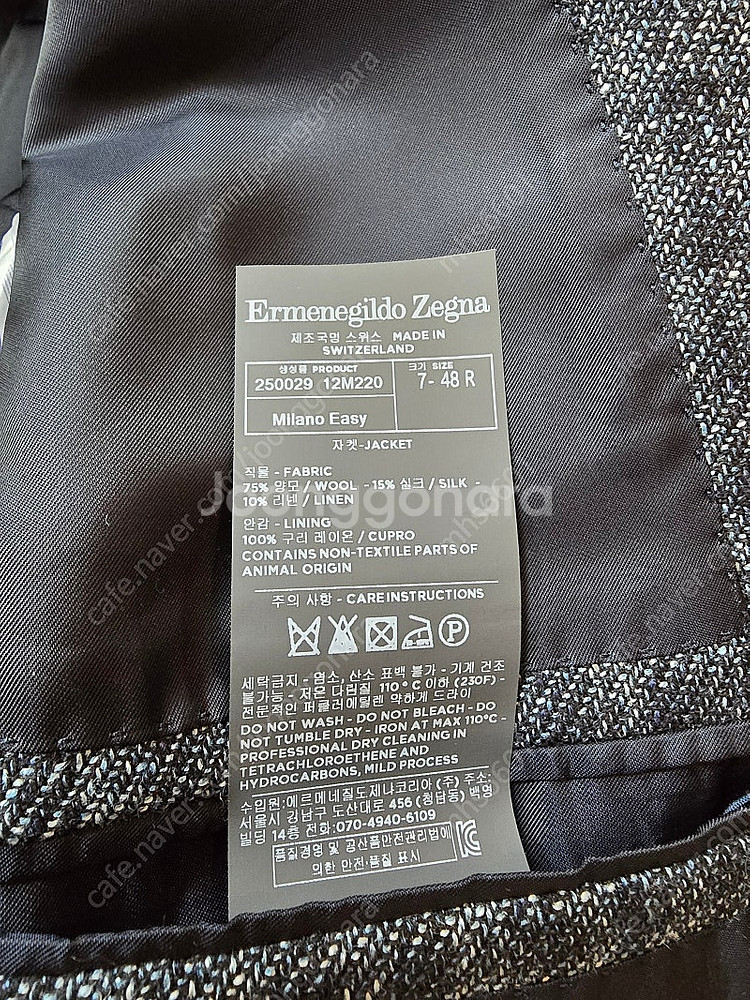 Ermenegildo Zegna
제조국명 스위스 MADE IN
SWITZERLAND
생성품 PRODUCT
250029 12M220
크기 SIZE
7- 48 R
Milano Easy
자켓-JACKET
직물 - FABRIC
75% 양모 / WOOL -15% 실크 / SILK -
10% 리넨 / LINEN
안감 - LINING
100% 구리 레이온 / CUPRO
CONTAINS NON-TEXTILE PARTS OF
ANIMAL ORIGIN
주의 사항 - CARE INSTRUCTIONS
P
세탁금지 - 염소, 산소 표백 불가 - 기계 건조
불가능 - 저온 다림질 110°C 이하 (230F) -
전문적인 퍼클러에틸렌 약하게 드라이
DO NOT WASH - DO NOT BLEACH - DO
NOT TUMBLE DRY - IRON AT MAX 110°C -
PROFESSIONAL DRY CLEANING IN
TETRACHLOROETHENE AND
HYDROCARBONS, MILD PROCESS
수입원:에르메네질도제냐코리아 (주) 주소:
서울시 강남구 도산대로 456 (청담동) 백영
빌딩 14층 전화:070-4940-6109
품질경영 및 공산품안전관리법에
의한 안전·품질 표시
Joonggonara
cafe.naver.com/joonggonara